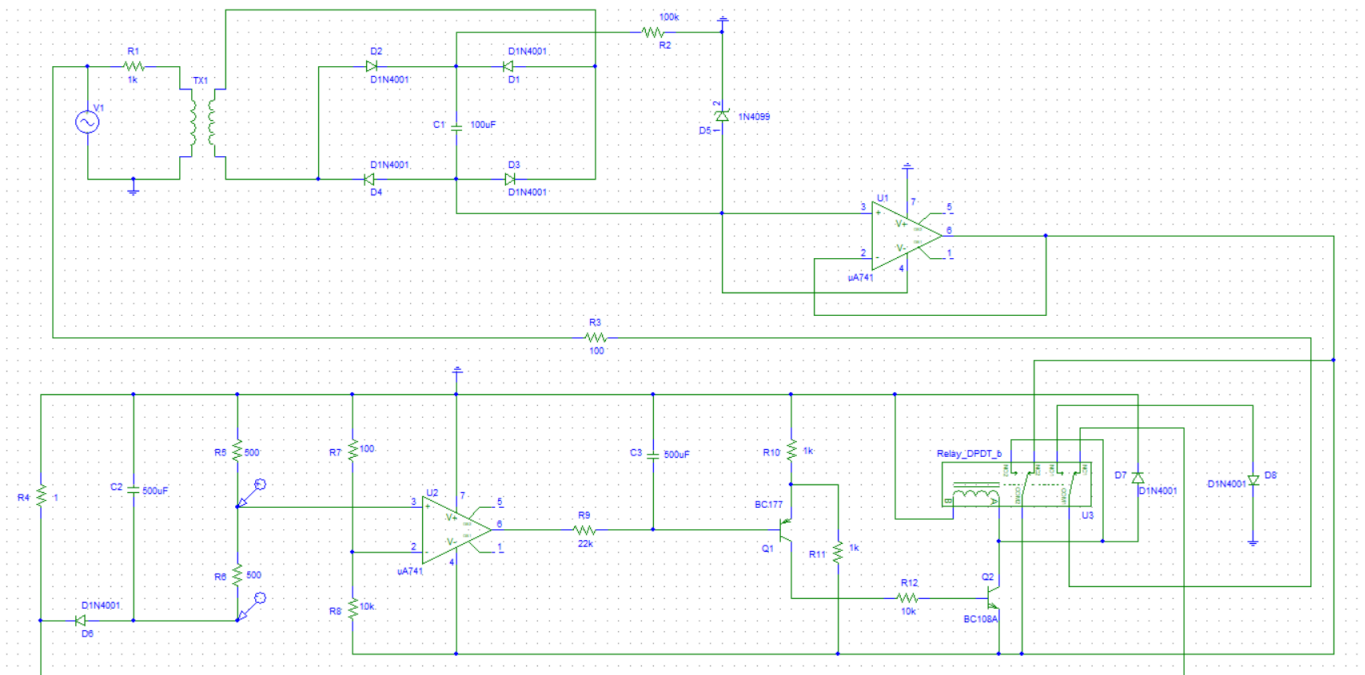 100k
R2
R1
1k
TX1
V1
D2
D1N4001
D1N4001
D1
C1
100uF
D1N4001
D4
D3
D1N4001
2
1N4099
D5
1
U1
3
+
7
5
V+
6
2
-
V-
4
1
uA741
R3
100
R4
1
C2
500uF
R5
500
R6
500
D1N4001
D6
R7
100
R8
10k
U2
3
+
7
5
V+
6
2
-
V-
4
1
uA741
R9
22k
C3
500uF
R10
1k
BC177
Q1
R11
1k
R12
10k
Q2
BC108A
Relay_DPDT_b
B
A
U3
D7
D1N4001
D1N4001
D8